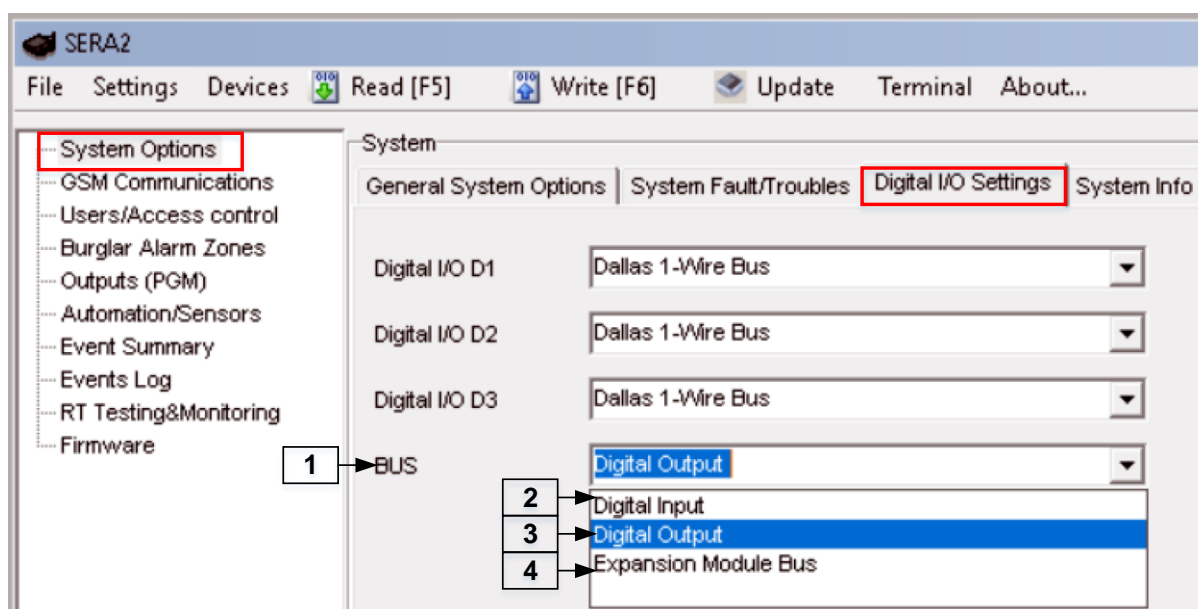 SERA2
File Settings Devices Read [F5] Write [F6] Update Terminal About...
System Options
GSM Communications
Users/Access control
Burglar Alarm Zones
Outputs (PGM)
Automation/Sensors
Event Summary
Events Log
RT Testing&Monitoring
Firmware
System
General System Options System Fault/Troubles Digital I/O Settings System Info
Digital I/O D1 Dallas 1-Wire Bus
Digital I/O D2 Dallas 1-Wire Bus
Digital I/O D3 Dallas 1-Wire Bus
1 BUS Digital Output
2 Digital Input
3 Digital Output
4 Expansion Module Bus